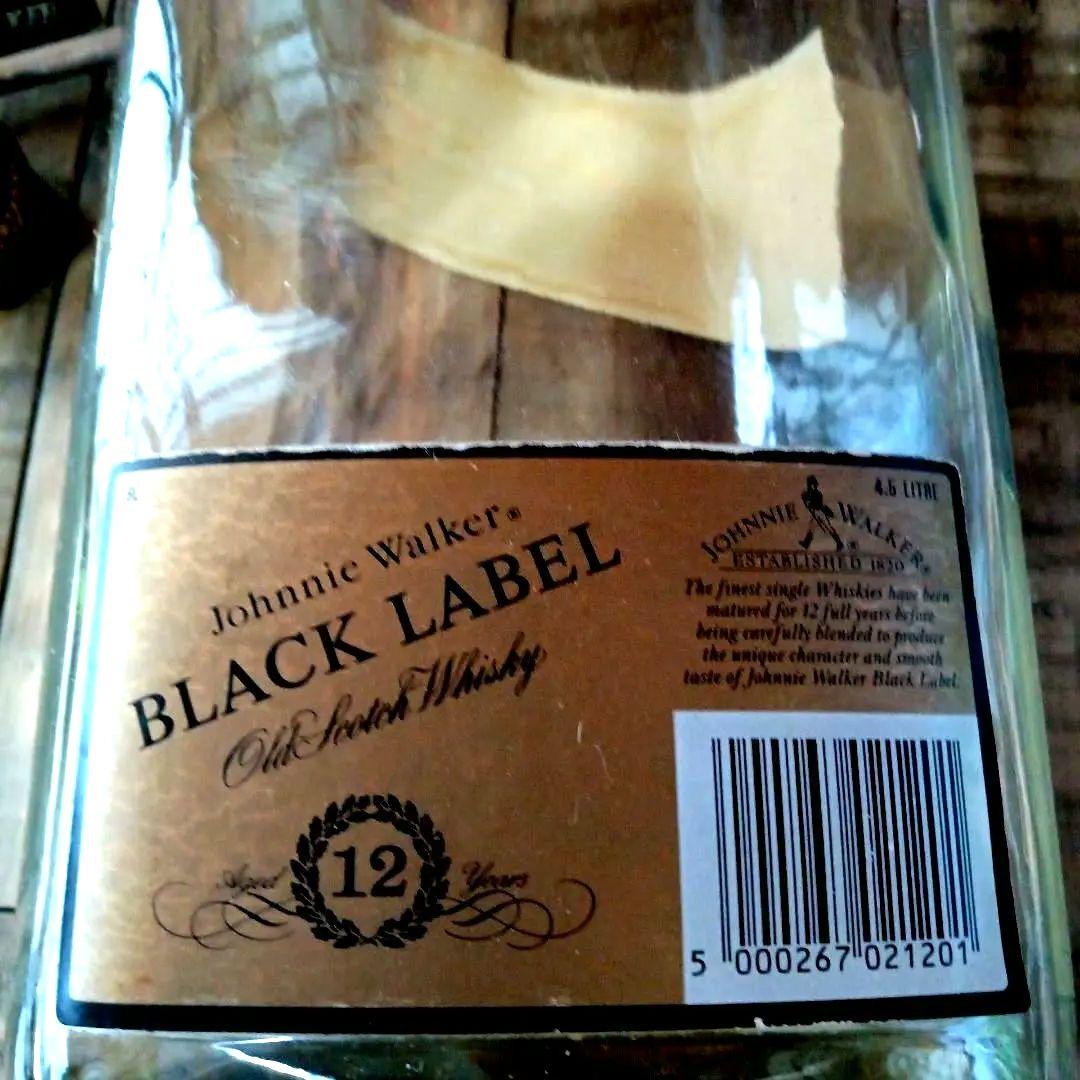 Johnnie Walker®
BLACK LABEL
Old Scotch Whisky
Aged 12 Years
4.5 LITRE
JOHNNIE WALKER®
ESTABLISHED 1820
The finest single Whiskies have been
matured for 12 full years before
being carefully blended to produce
the unique character and smooth
taste of Johnnie Walker Black Label.
5 000267 021201